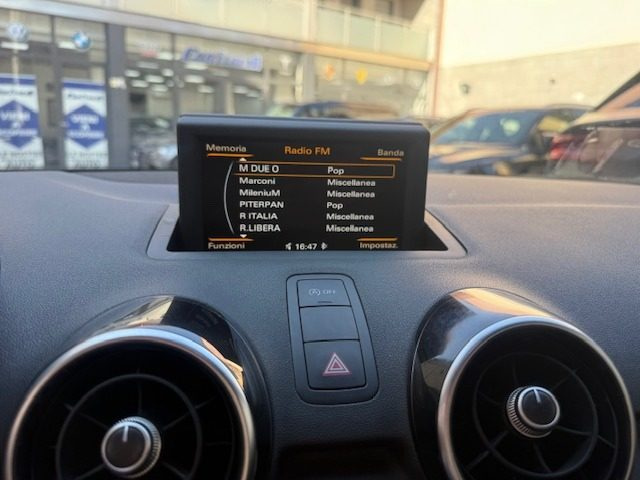 Memoria Radio FM Banda
M DUE O Pop
Marconi Miscellanea
MileniuM Miscellanea
PITERPAN Pop
R ITALIA Miscellanea
R.LIBERA Miscellanea
Funzioni 16:47 Impostaz.